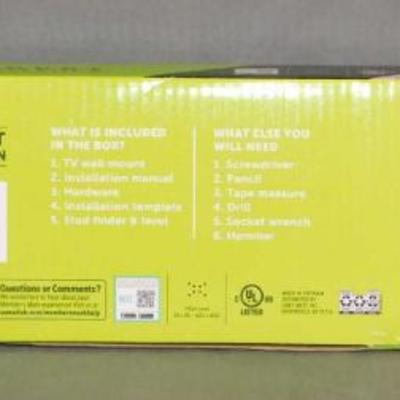 WHAT IS INCLUDED
IN THE BOX?
1. TV wall mount
2. Installation manual
3. Hardware
4. Installation template
5. Stud finder & level
WHAT ELSE YOU
WILL NEED
1. Screwdriver
2. Pencil
3. Tape measure
4. Drill
5. Socket wrench
6. Hammer
Questions or Comments?
UL
LISTED
MADE IN VIETNAM